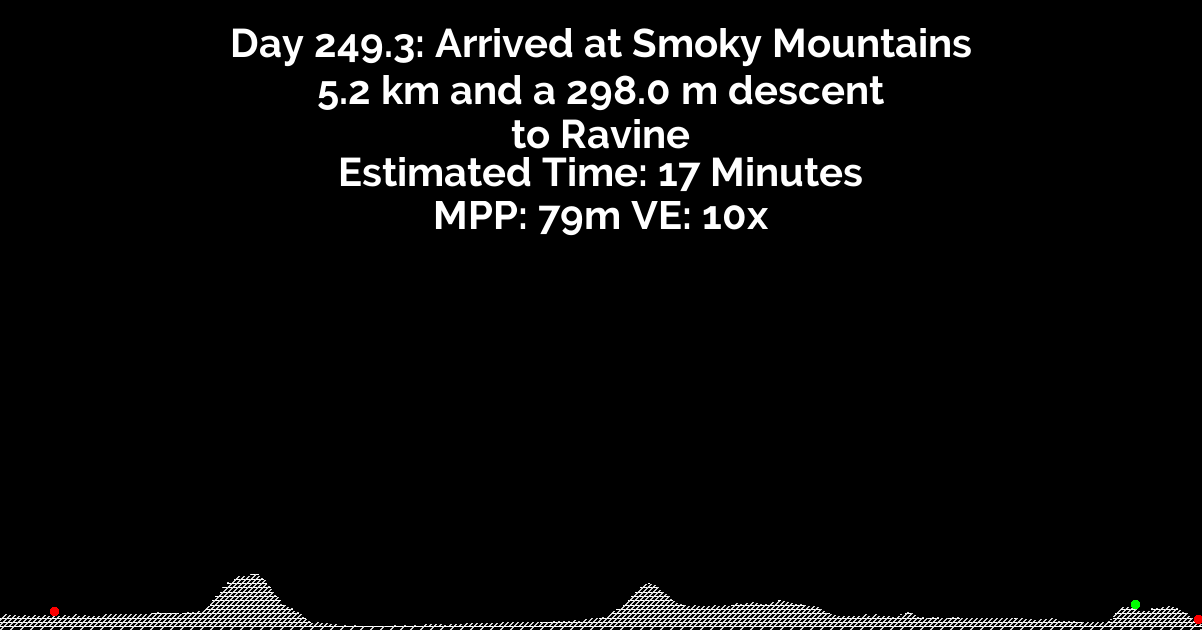 Day 249.3: Arrived at Smoky Mountains
5.2 km and a 298.0 m descent
to Ravine
Estimated Time: 17 Minutes
MPP: 79m VE: 10x